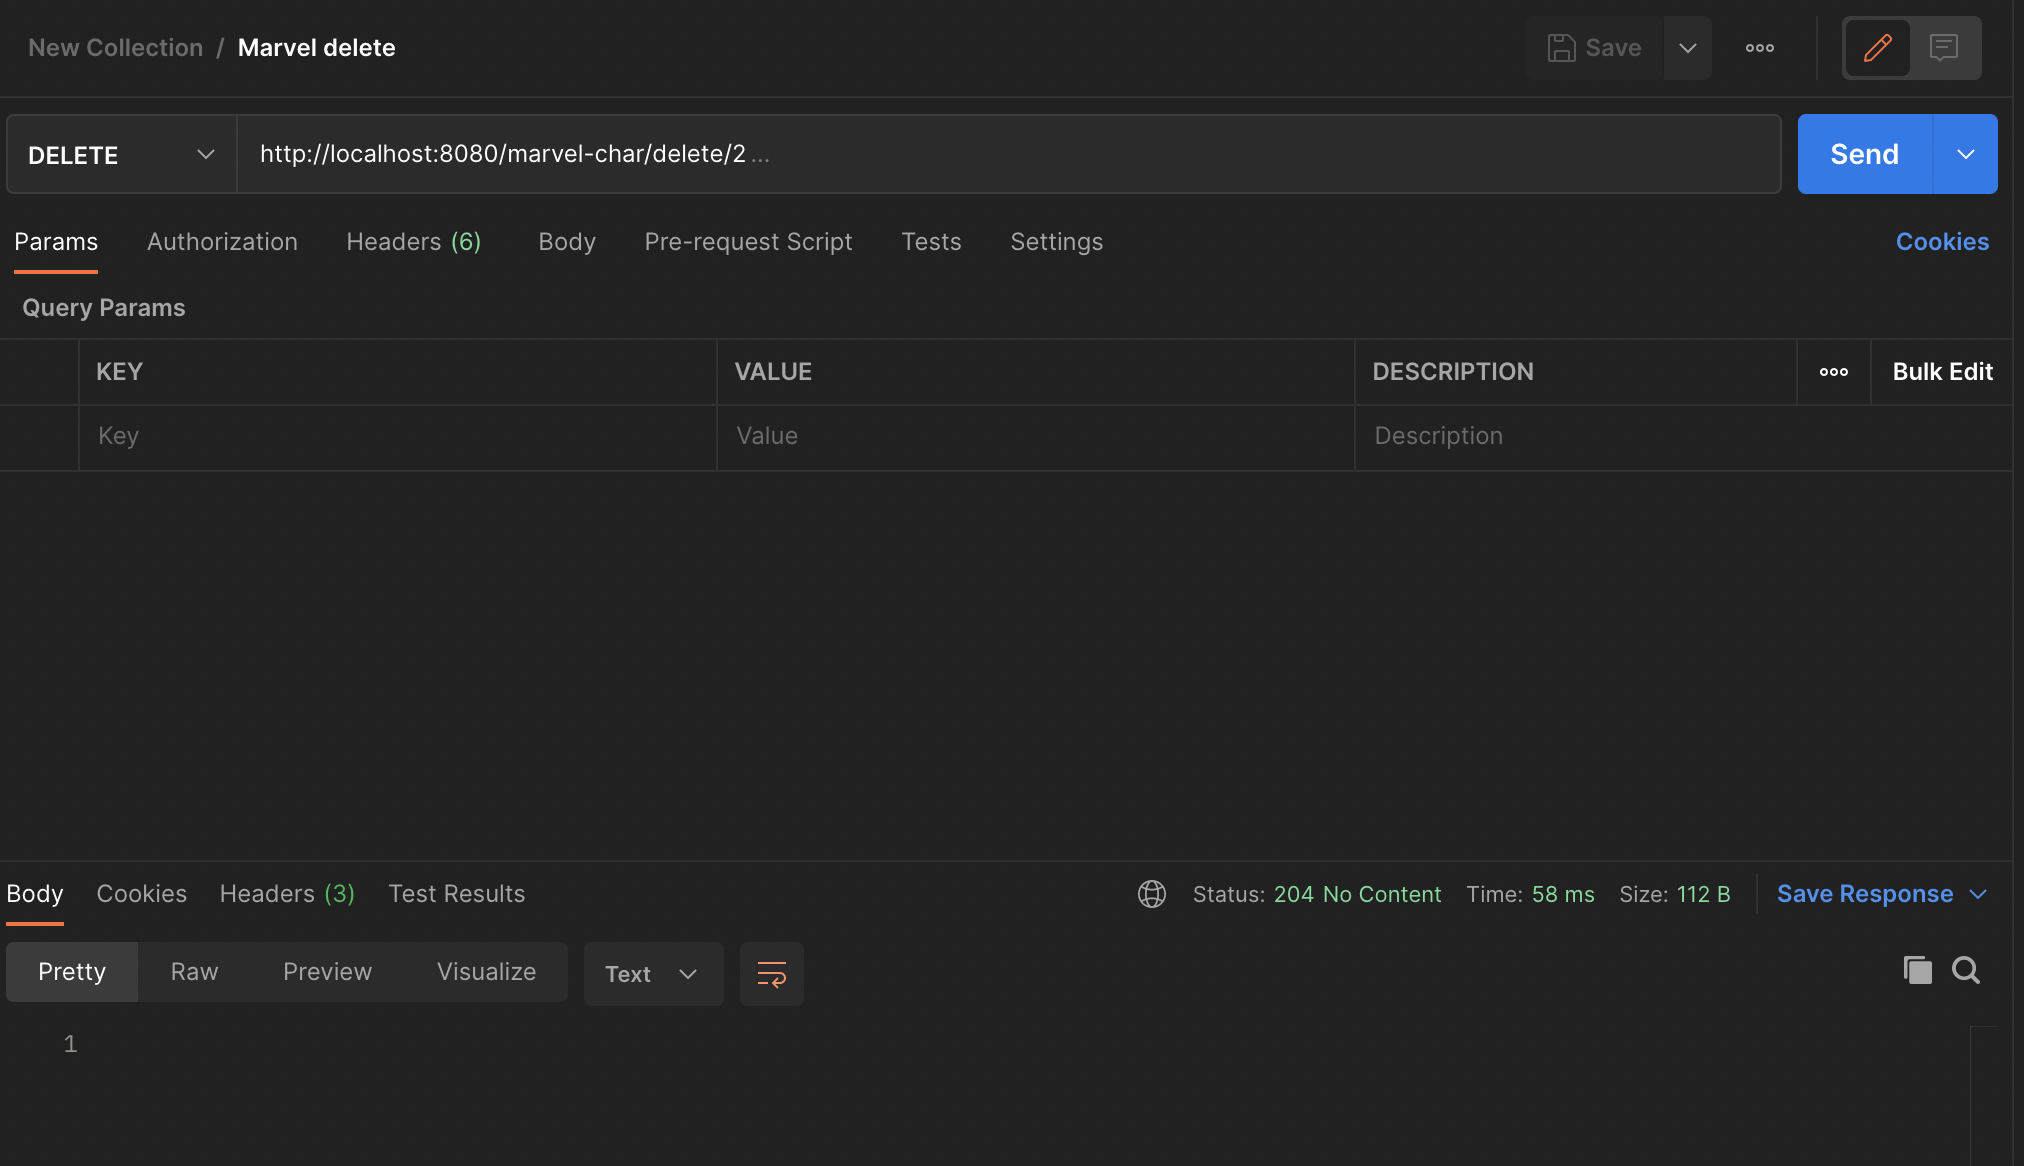 New Collection / Marvel delete
Save
DELETE
http://localhost:8080/marvel-char/delete/2 ...
Send
Params Authorization Headers (6) Body Pre-request Script Tests Settings Cookies
Query Params
KEY VALUE DESCRIPTION Bulk Edit
Key Value Description
Body Cookies Headers (3) Test Results Status: 204 No Content Time: 58 ms Size: 112 B Save Response
Pretty Raw Preview Visualize Text
1